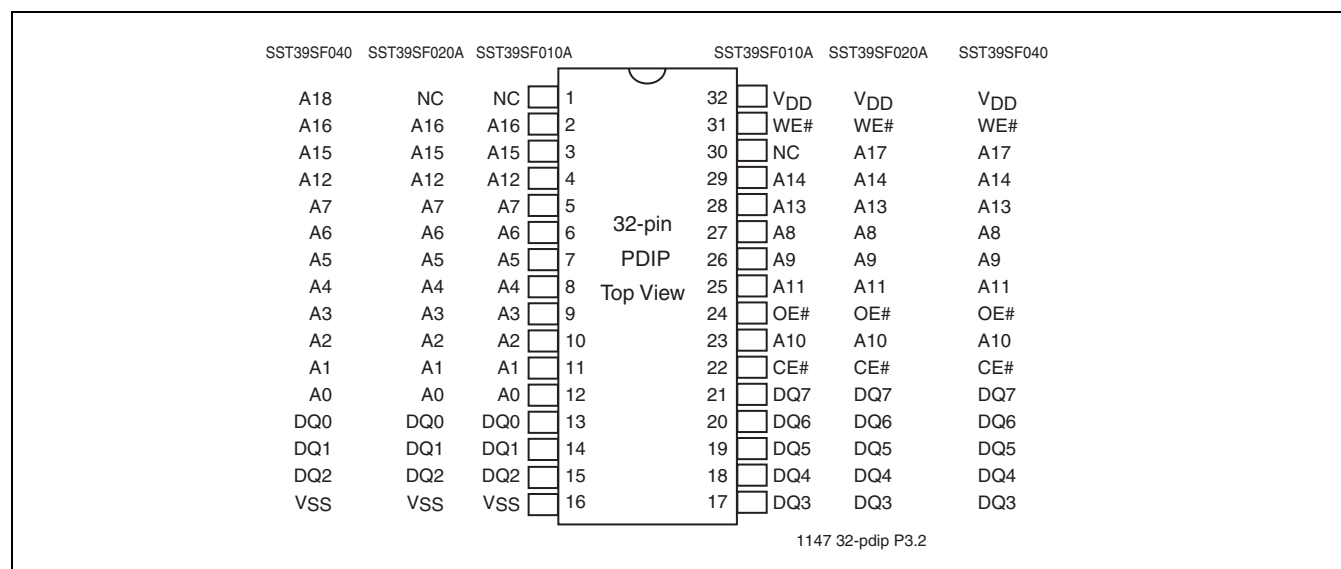 SST39SF040 SST39SF020A SST39SF010A SST39SF010A SST39SF020A SST39SF040
A18 NC NC 1 32 VDD VDD VDD
A16 A16 A16 2 31 WE# WE# WE#
A15 A15 A15 3 30 NC A17 A17
A12 A12 A12 4 29 A14 A14 A14
A7 A7 A7 5 28 A13 A13 A13
A6 A6 A6 6 32-pin 27 A8 A8 A8
A5 A5 A5 7 PDIP 26 A9 A9 A9
A4 A4 A4 8 Top View 25 A11 A11 A11
A3 A3 A3 9 24 OE# OE# OE#
A2 A2 A2 10 23 A10 A10 A10
A1 A1 A1 11 22 CE# CE# CE#
A0 A0 A0 12 21 DQ7 DQ7 DQ7
DQ0 DQ0 DQ0 13 20 DQ6 DQ6 DQ6
DQ1 DQ1 DQ1 14 19 DQ5 DQ5 DQ5
DQ2 DQ2 DQ2 15 18 DQ4 DQ4 DQ4
VSS VSS VSS 16 17 DQ3 DQ3 DQ3
1147 32-pdip P3.2